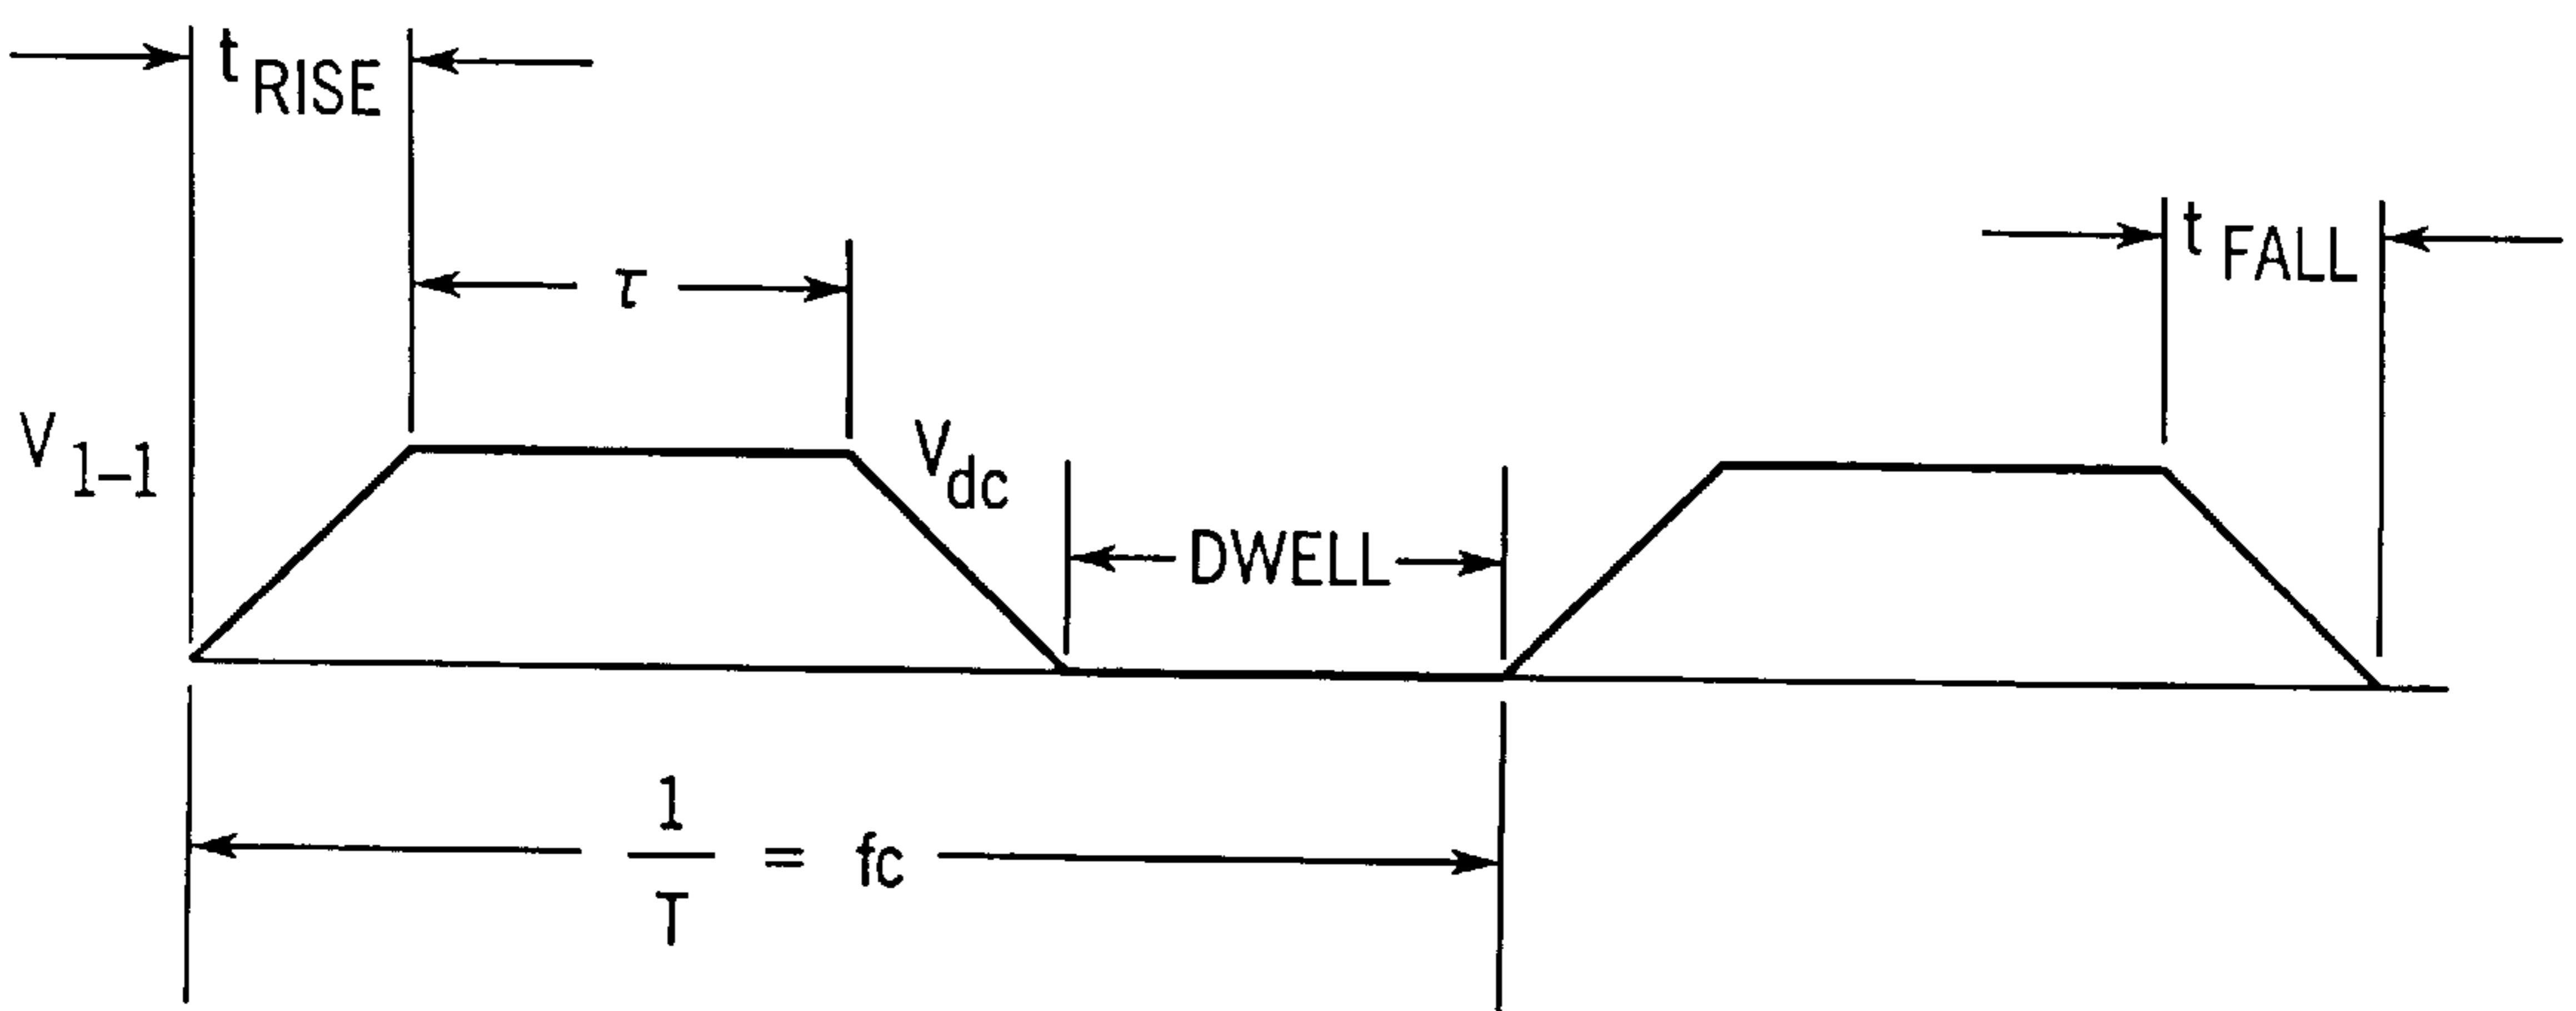 t RISE
t FALL
τ
V 1-1
V dc
DWELL
1/T = fc